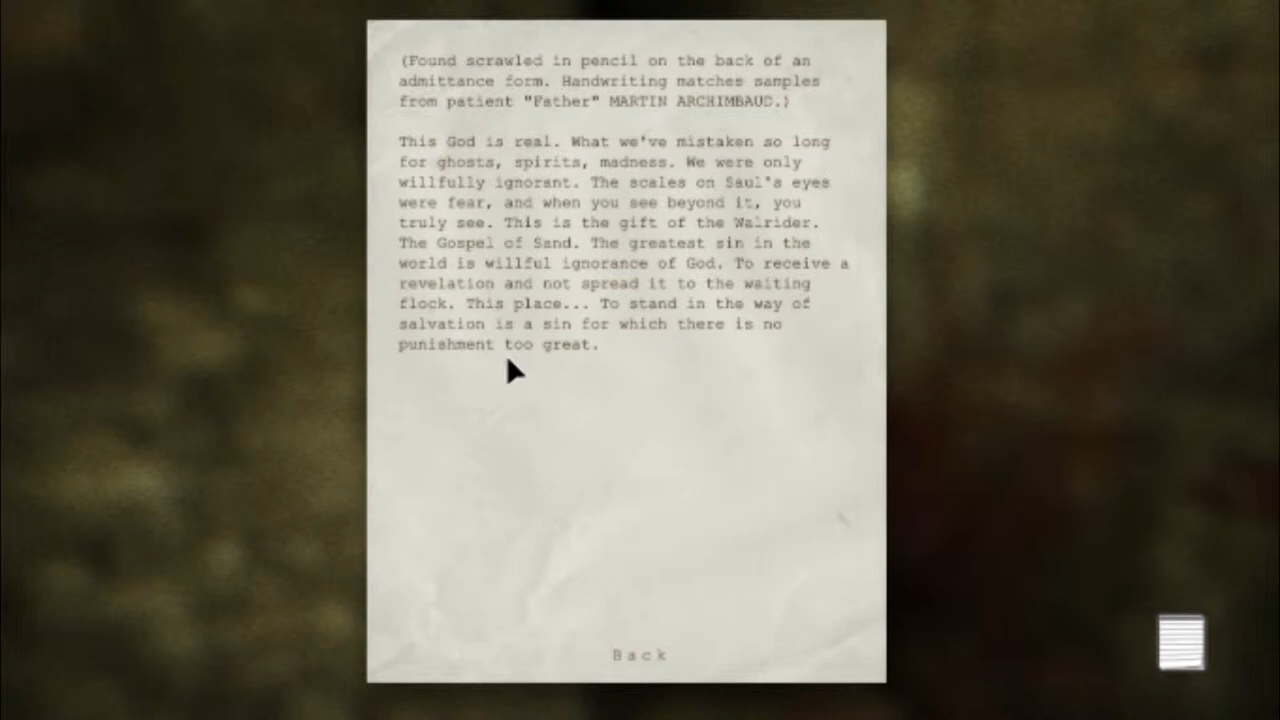 (Found scrawled in pencil on the back of an
admittance form. Handwriting matches samples
from patient "Father" MARTIN ARCHIMBAUD.)
This God is real. What we've mistaken so long
for ghosts, spirits, madness. We were only
willfully ignorant. The scales on Saul's eyes
were fear, and when you see beyond it, you
truly see. This is the gift of the Walrider.
The Gospel of Sand. The greatest sin in the
world is willful ignorance of God. To receive a
revelation and not spread it to the waiting
flock. This place... To stand in the way of
salvation is a sin for which there is no
punishment too great.
Back